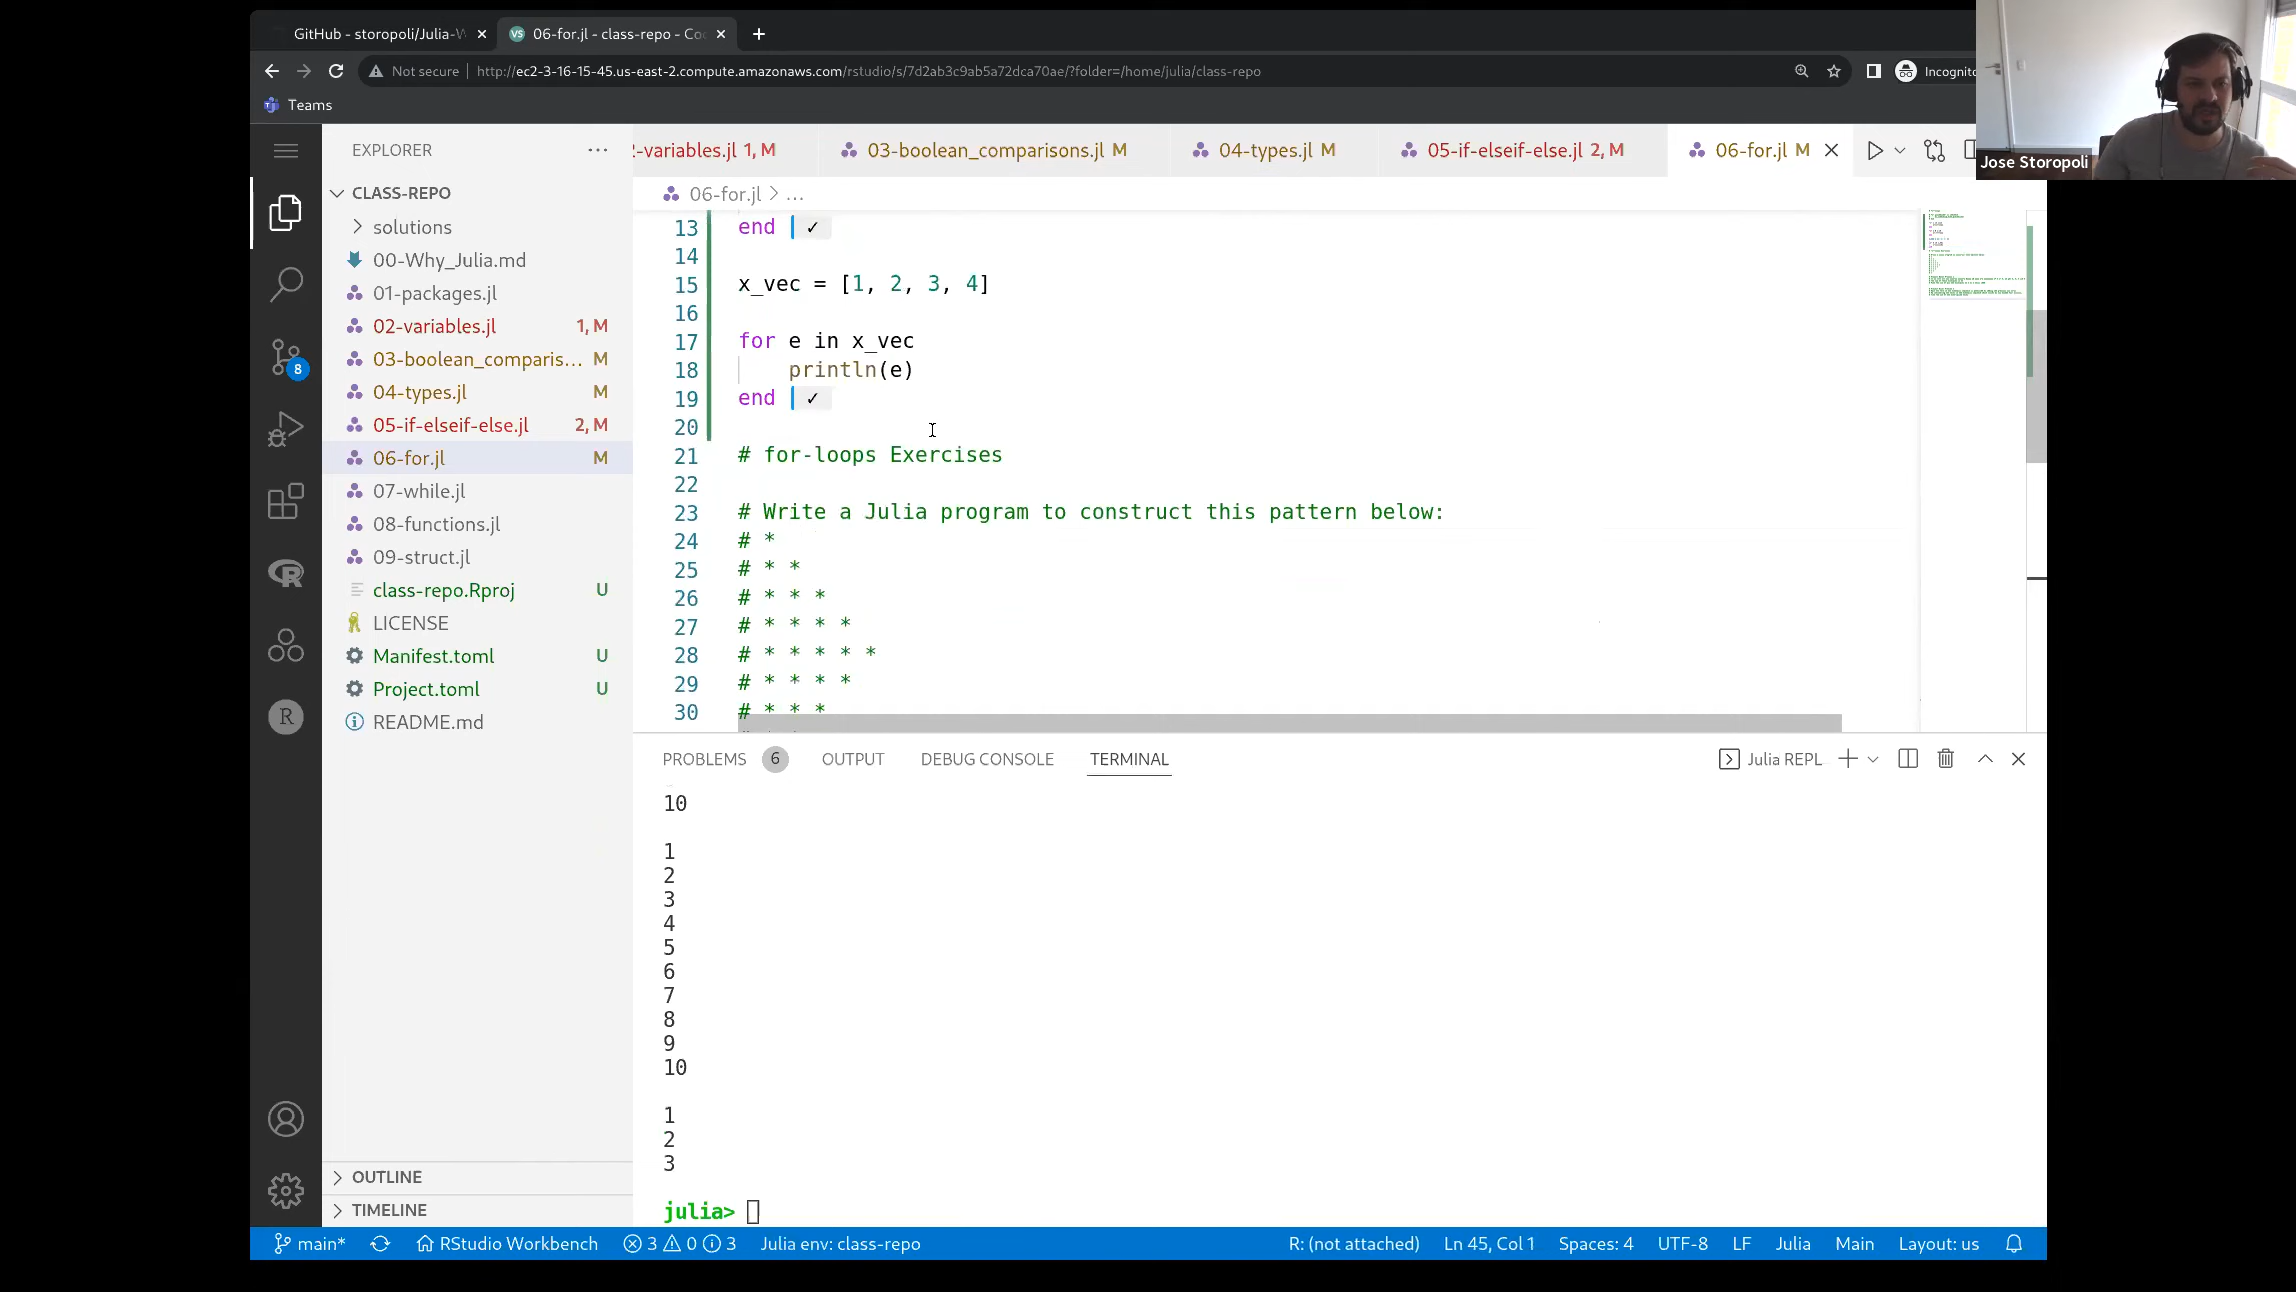 GitHub - storopoli/Julia-W
06-for.jl - class-repo - Co
Not secure
http://ec2-3-16-15-45.us-east-2.compute.amazonaws.com/rstudio/s/7d2ab3c9ab5a72dca70ae/?folder=/home/julia/class-repo
Incognito
Teams
Jose Storopoli
EXPLORER
CLASS-REPO
solutions
00-Why_Julia.md
01-packages.jl
02-variables.jl 1, M
03-boolean_comparis... M
04-types.jl M
05-if-elseif-else.jl 2, M
06-for.jl M
07-while.jl
08-functions.jl
09-struct.jl
class-repo.Rproj U
LICENSE
Manifest.toml U
Project.toml U
README.md
OUTLINE
TIMELINE
8
R
R
-variables.jl 1, M
03-boolean_comparisons.jl M
04-types.jl M
05-if-elseif-else.jl 2, M
06-for.jl M
06-for.jl > ...
13 end ✓
14
15 x_vec = [1, 2, 3, 4]
16
17 for e in x_vec
18 println(e)
19 end ✓
20
21 # for-loops Exercises
22
23 # Write a Julia program to construct this pattern below:
24 # *
25 # * *
26 # * * *
27 # * * * *
28 # * * * * *
29 # * * * *
30 # * * *
PROBLEMS 6 OUTPUT DEBUG CONSOLE TERMINAL
Julia REPL
10
1
2
3
4
5
6
7
8
9
10
1
2
3
julia>
main* RStudio Workbench 3 0 3 Julia env: class-repo
R: (not attached) Ln 45, Col 1 Spaces: 4 UTF-8 LF Julia Main Layout: us